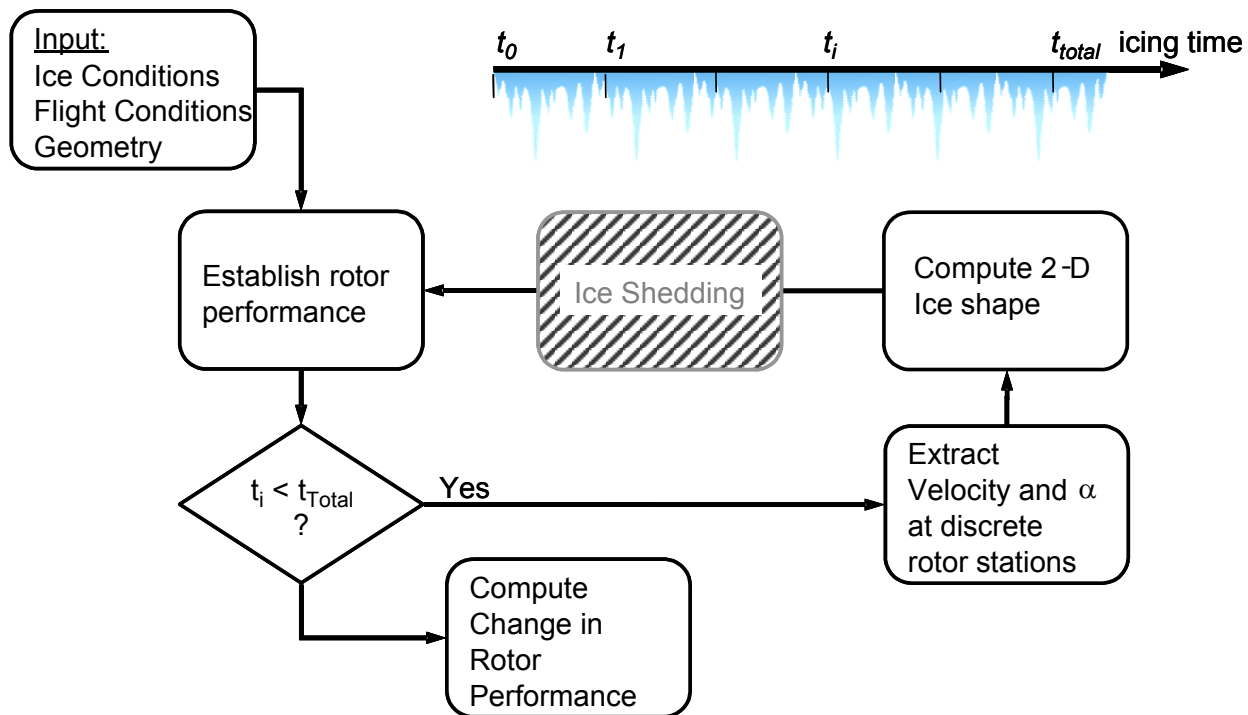 Input:
Ice Conditions
Flight Conditions
Geometry
t0 t1 ti ttotal icing time
Establish rotor
performance
Ice Shedding
Compute 2-D
Ice shape
ti < tTotal
?
Yes
Extract
Velocity and α
at discrete
rotor stations
Compute
Change in
Rotor
Performance